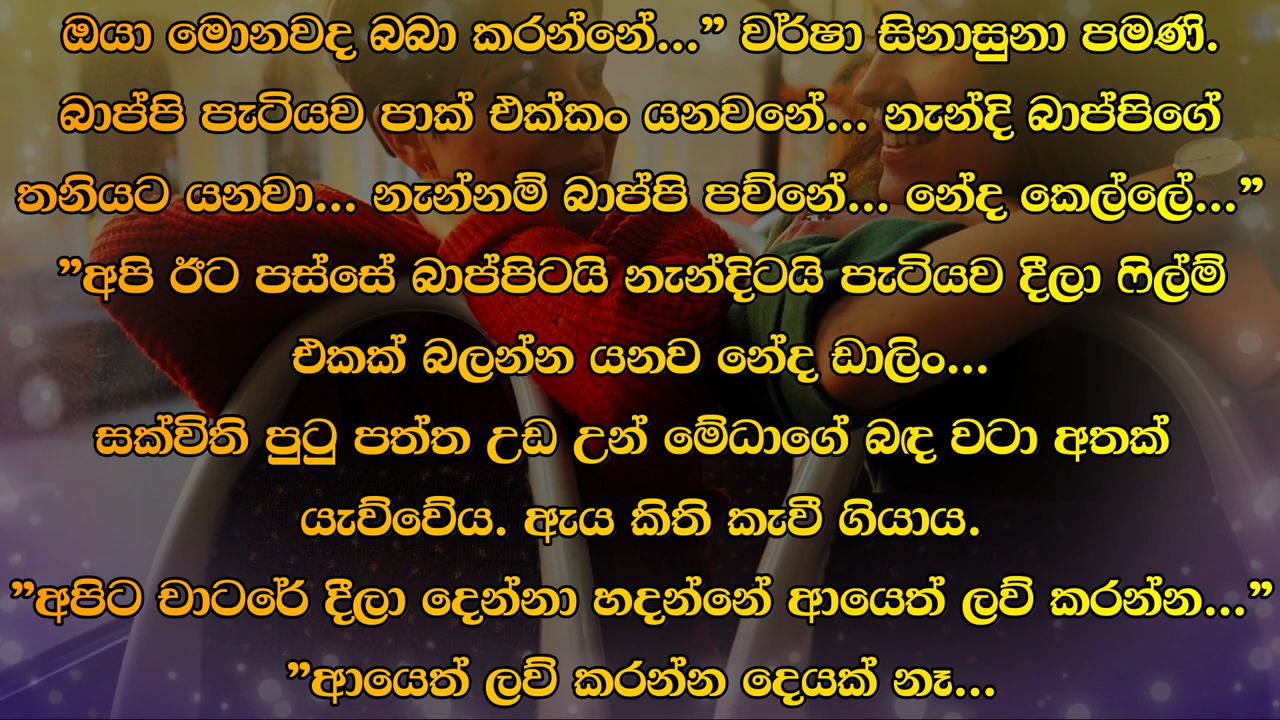 ඔයා මොනවද බබා කරන්නේ...” වර්ෂා සිනාසුනා පමණි.
බාප්පි පැටියව පාක් එක්කං යනවනේ... නැන්දි බාප්පිගේ
තනියට යනවා... නැන්නම් බාප්පි පව්නේ... නේද කෙල්ලේ...”
”අපි ඊට පස්සේ බාප්පිටයි නැන්දිටයි පැටියව දීලා ෆිල්ම්
එකක් බලන්න යනව නේද ඩාලිං...
සක්විති පුටු පත්ත උඩ උන් මේධාගේ බඳ වටා අතක්
යැව්වේය. ඇය කිති කැවී ගියාය.
”අපිට චාටරේ දීලා දෙන්නා හදන්නේ ආයෙත් ලව් කරන්න...”
”ආයෙත් ලව් කරන්න දෙයක් නෑ...